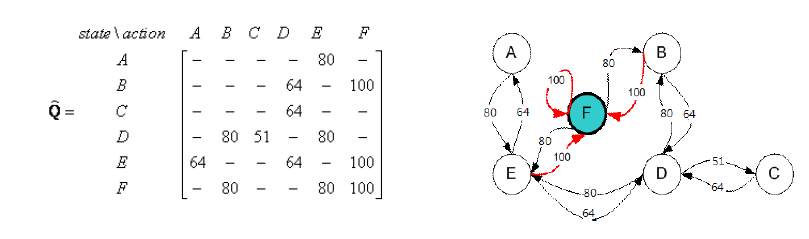 state \ action A B C D E F
A – – – – 80 –
B – – – 64 – 100
Q̂ = C – – – 64 – –
D – 80 51 – 80 –
E 64 – – 64 – 100
F – 80 – – 80 100
A
B
80
100
100
F
80
64
80
64
80
100
E
D
C
51
64
80
64